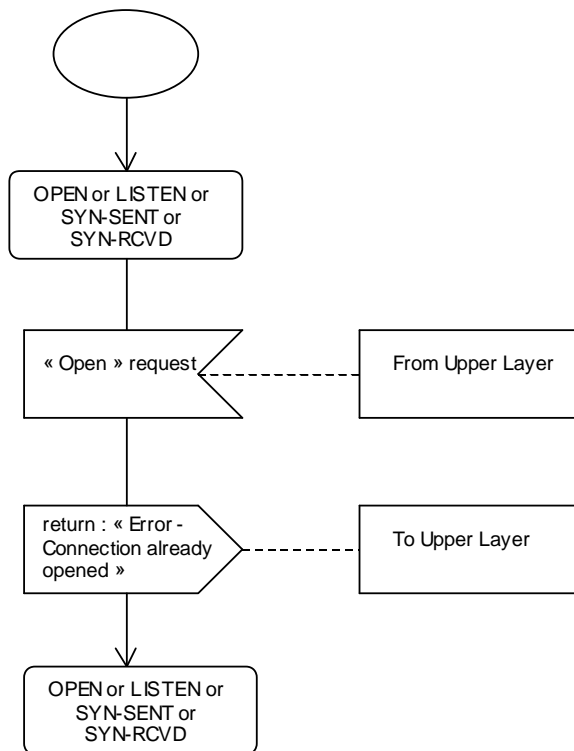 OPEN or LISTEN or
SYN-SENT or
SYN-RCVD
« Open » request
From Upper Layer
return : « Error -
Connection already
opened »
To Upper Layer
OPEN or LISTEN or
SYN-SENT or
SYN-RCVD